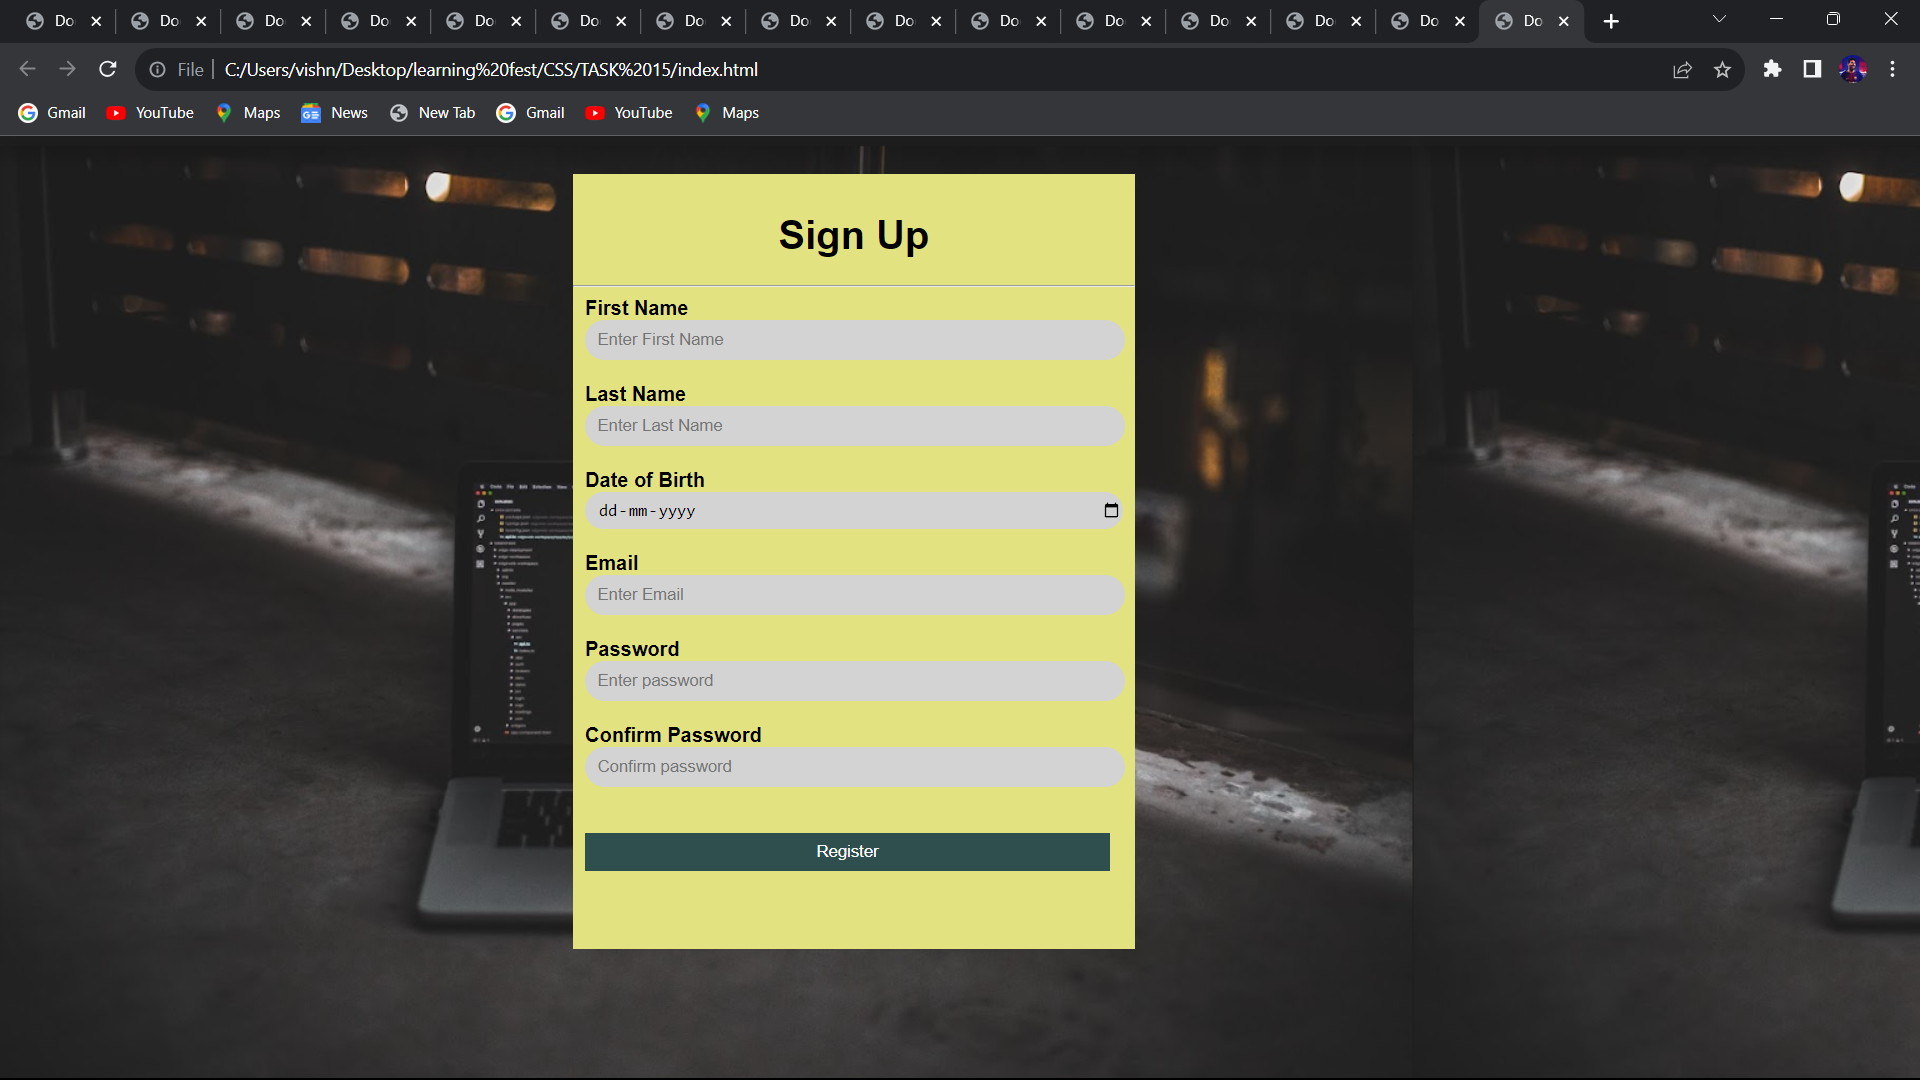 Do Do Do Do Do Do Do Do Do Do Do Do Do Do Do
File C:/Users/vishn/Desktop/learning%20fest/CSS/TASK%2015/index.html
Gmail YouTube Maps News New Tab Gmail YouTube Maps
Sign Up
First Name
Enter First Name
Last Name
Enter Last Name
Date of Birth
dd-mm-yyyy
Email
Enter Email
Password
Enter password
Confirm Password
Confirm password
Register